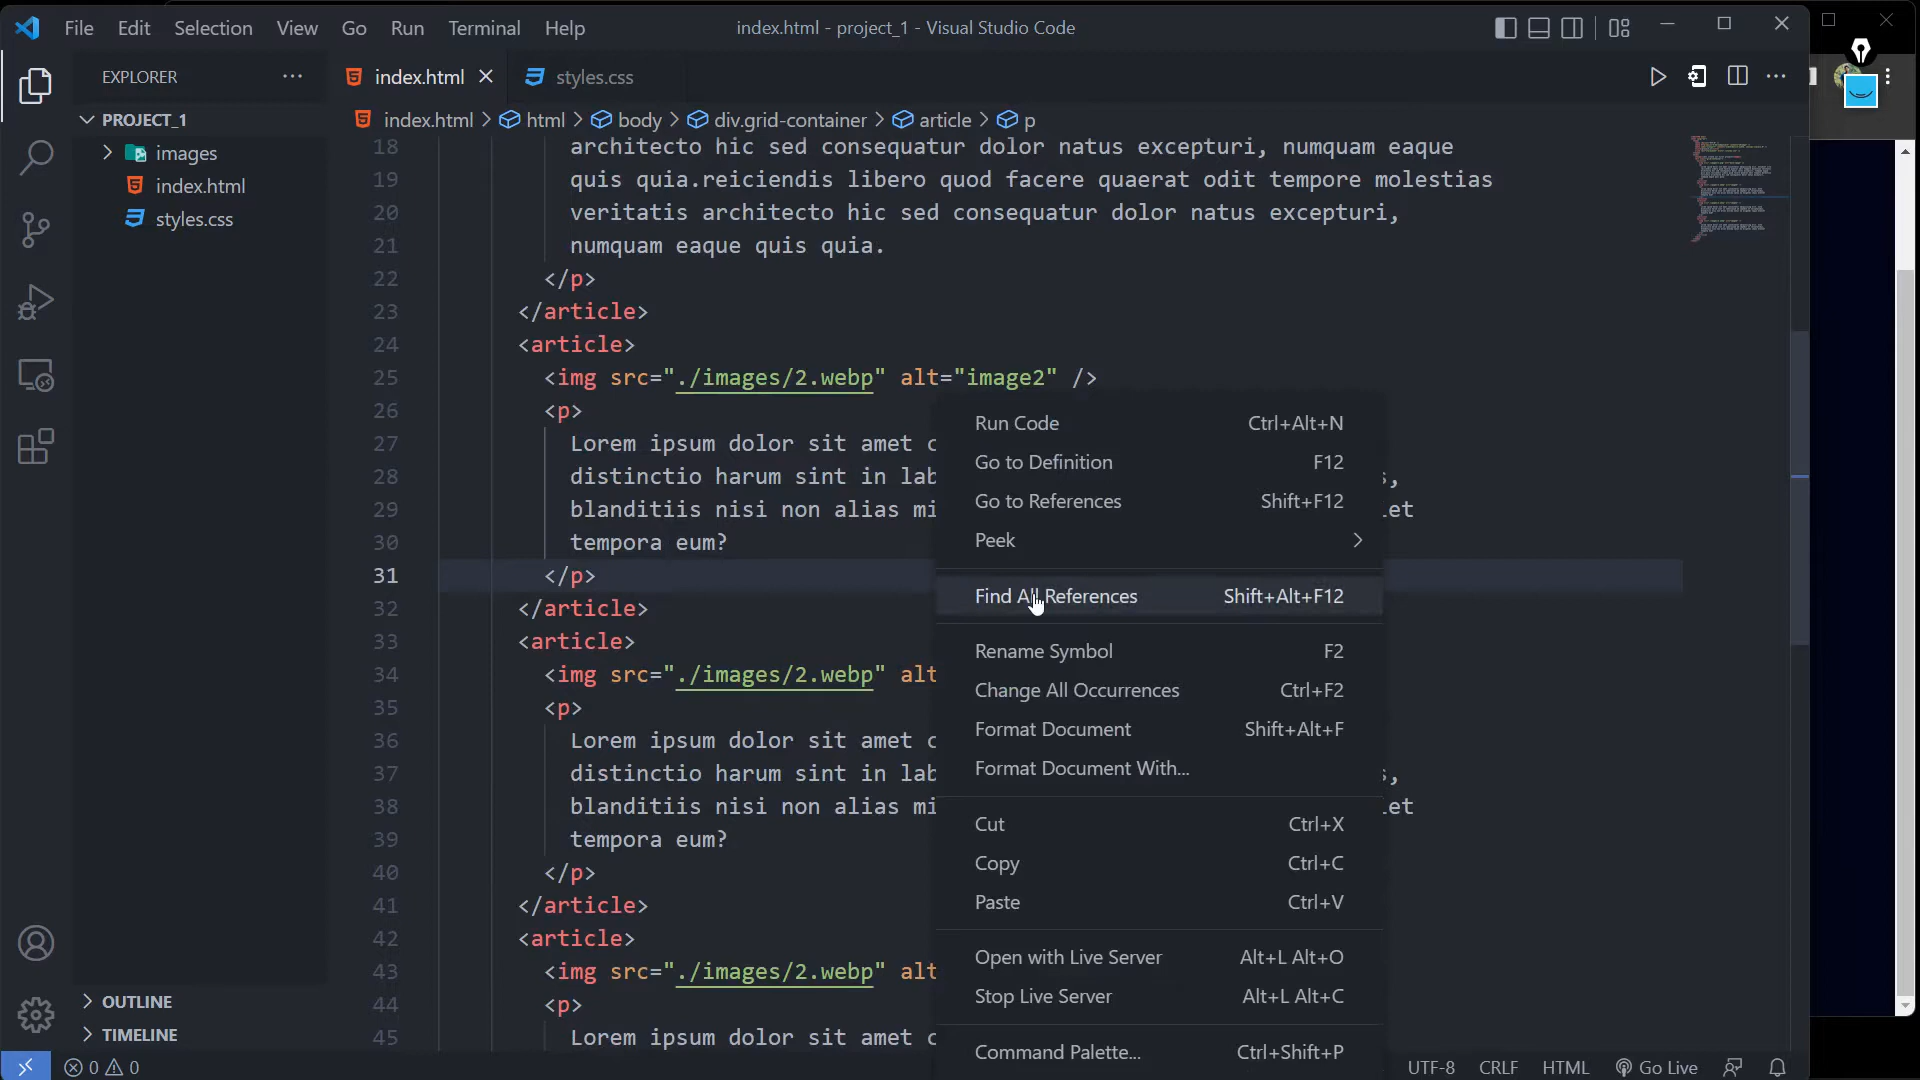 File Edit Selection View Go Run Terminal Help
index.html - project_1 - Visual Studio Code
EXPLORER
index.html
styles.css
PROJECT_1
images
index.html
styles.css
index.html > html > body > div.grid-container > article > p
18 architecto hic sed consequatur dolor natus excepturi, numquam eaque
19 quis quia.reiciendis libero quod facere quaerat odit tempore molestias
20 veritatis architecto hic sed consequatur dolor natus excepturi,
21 numquam eaque quis quia.
22 </p>
23 </article>
24 <article>
25 <img src="./images/2.webp" alt="image2" />
26 <p>
27 Lorem ipsum dolor sit amet c
28 distinctio harum sint in lab s,
29 blanditiis nisi non alias mi et
30 tempora eum?
31 </p>
32 </article>
33 <article>
34 <img src="./images/2.webp" alt
35 <p>
36 Lorem ipsum dolor sit amet c
37 distinctio harum sint in lab s,
38 blanditiis nisi non alias mi et
39 tempora eum?
40 </p>
41 </article>
42 <article>
43 <img src="./images/2.webp" alt
44 <p>
45 Lorem ipsum dolor sit amet c
Run Code Ctrl+Alt+N
Go to Definition F12
Go to References Shift+F12
Peek
Find All References Shift+Alt+F12
Rename Symbol F2
Change All Occurrences Ctrl+F2
Format Document Shift+Alt+F
Format Document With...
Cut Ctrl+X
Copy Ctrl+C
Paste Ctrl+V
Open with Live Server Alt+L Alt+O
Stop Live Server Alt+L Alt+C
Command Palette... Ctrl+Shift+P
OUTLINE
TIMELINE
0 0
UTF-8 CRLF HTML Go Live